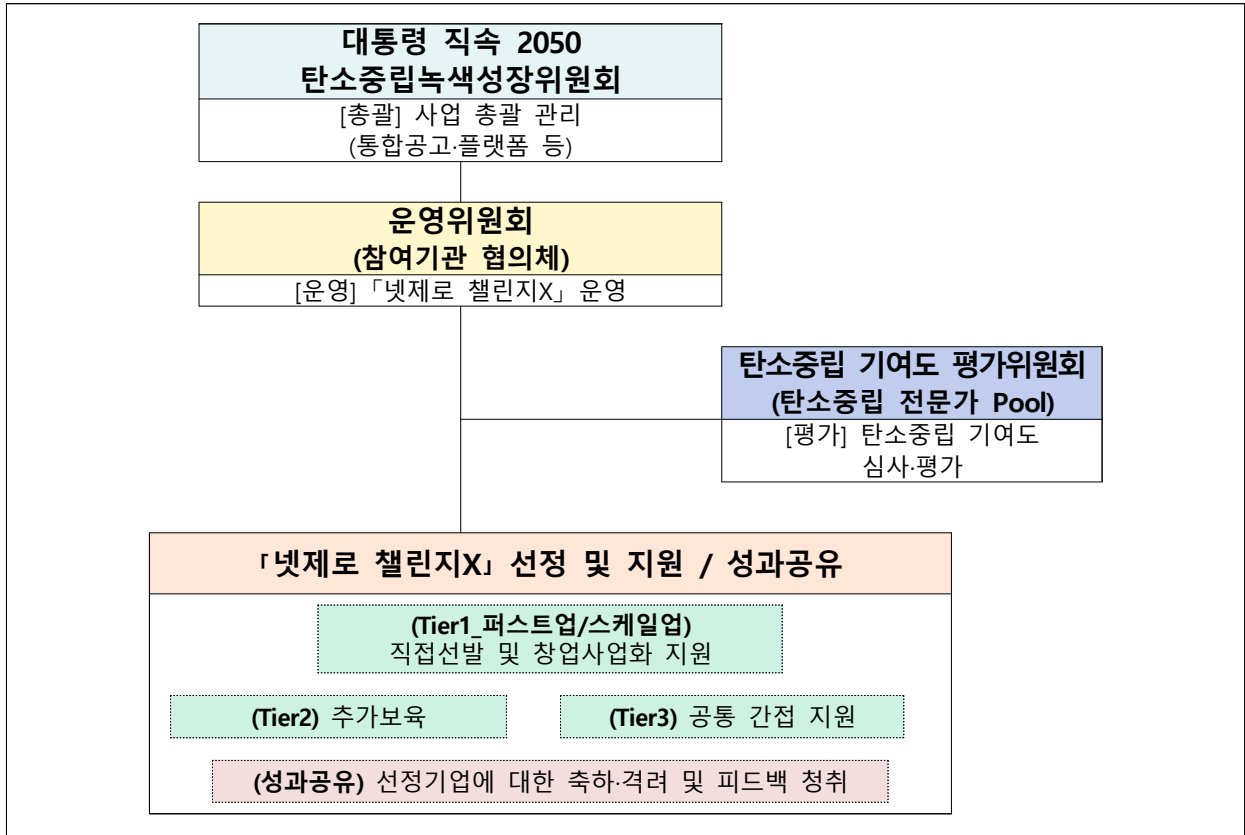 대통령 직속 2050
탄소중립녹색성장위원회
[총괄] 사업 총괄 관리
(통합공고·플랫폼 등)
운영위원회
(참여기관 협의체)
[운영]「넷제로 챌린지X」운영
탄소중립 기여도 평가위원회
(탄소중립 전문가 Pool)
[평가] 탄소중립 기여도
심사·평가
「넷제로 챌린지X」 선정 및 지원 / 성과공유
(Tier1_퍼스트업/스케일업)
직접선발 및 창업사업화 지원
(Tier2) 추가보육
(Tier3) 공통 간접 지원
(성과공유) 선정기업에 대한 축하·격려 및 피드백 청취